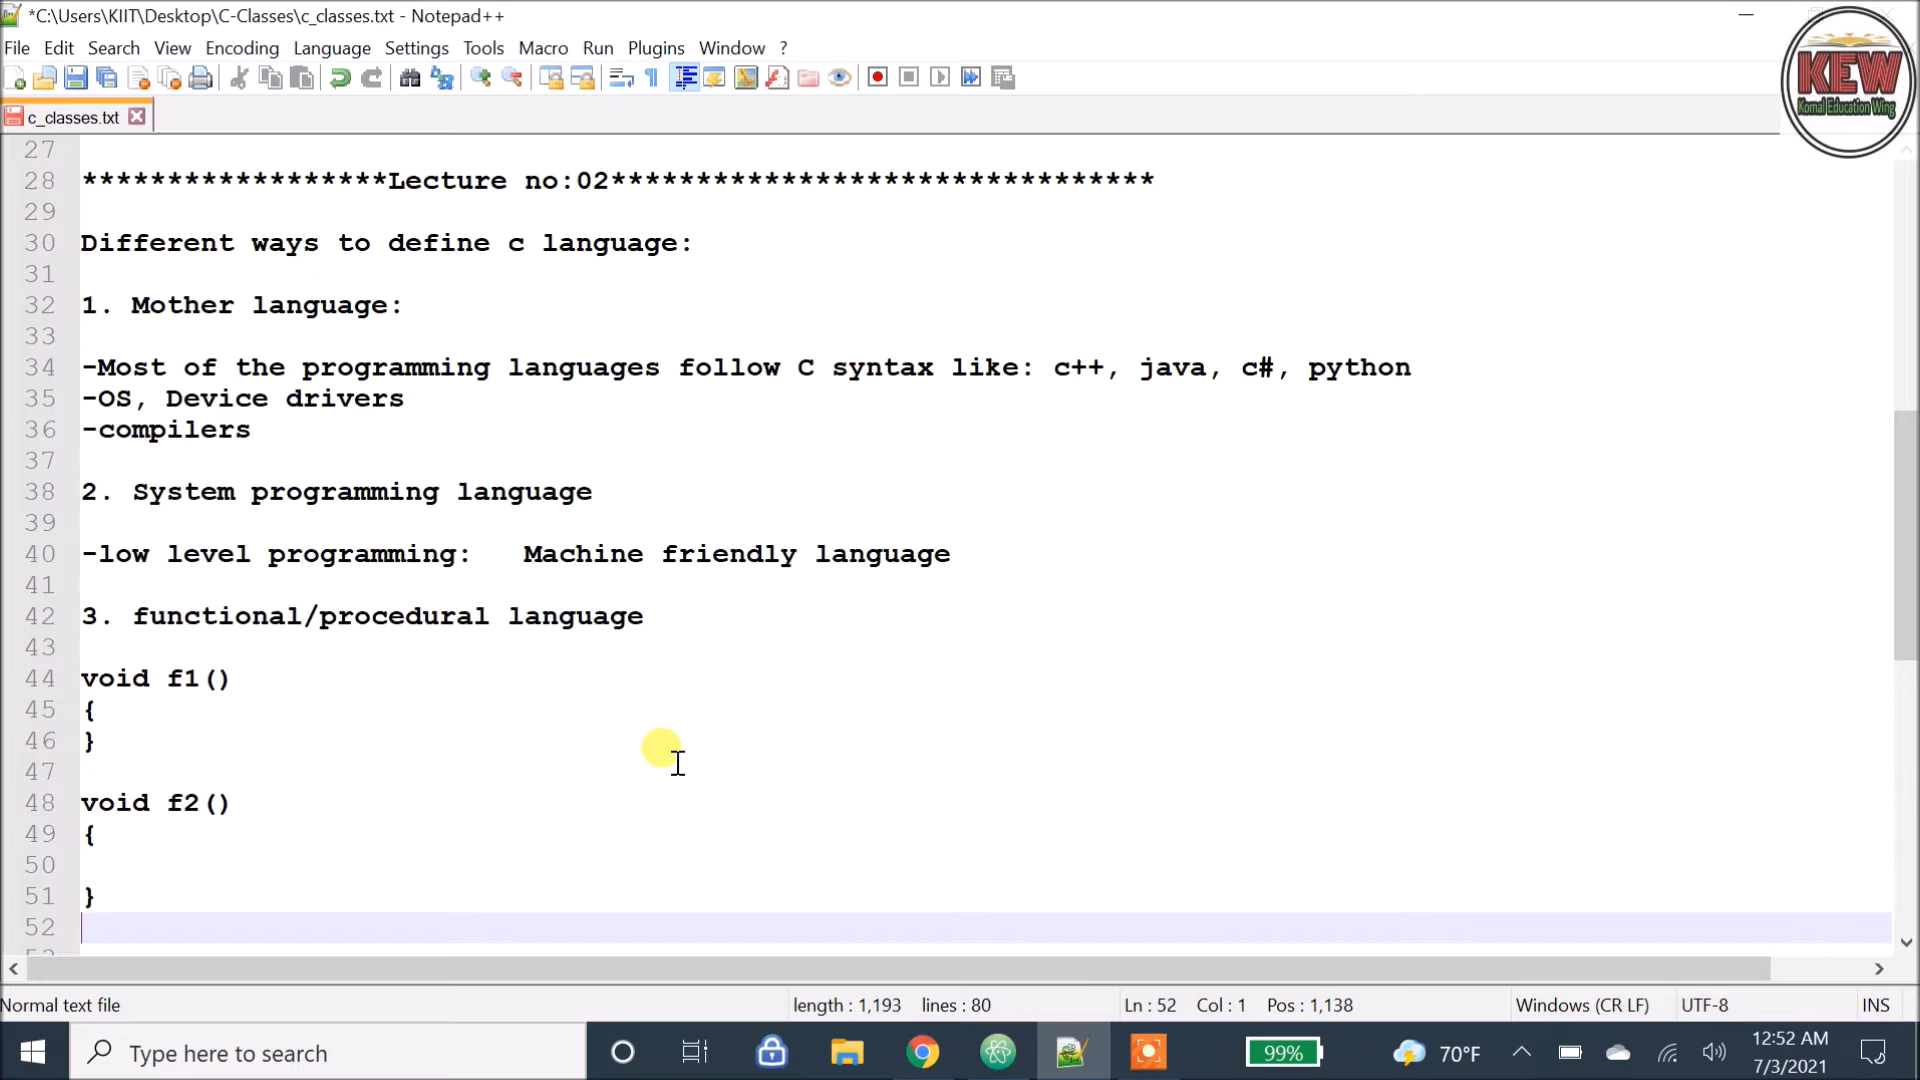 *C:\Users\KIIT\Desktop\C-Classes\c_classes.txt - Notepad++
File Edit Search View Encoding Language Settings Tools Macro Run Plugins Window ?
KEW
Komal Education Wing
c_classes.txt
27
28 ******************Lecture no:02********************************
29
30 Different ways to define c language:
31
32 1. Mother language:
33
34 -Most of the programming languages follow C syntax like: c++, java, c#, python
35 -OS, Device drivers
36 -compilers
37
38 2. System programming language
39
40 -low level programming:   Machine friendly language
41
42 3. functional/procedural language
43
44 void f1()
45 {
46 }
47
48 void f2()
49 {
50
51 }
52
53
Normal text file length : 1,193 lines : 80 Ln : 52 Col : 1 Pos : 1,138 Windows (CR LF) UTF-8 INS
Type here to search 99% 70°F 12:52 AM
7/3/2021